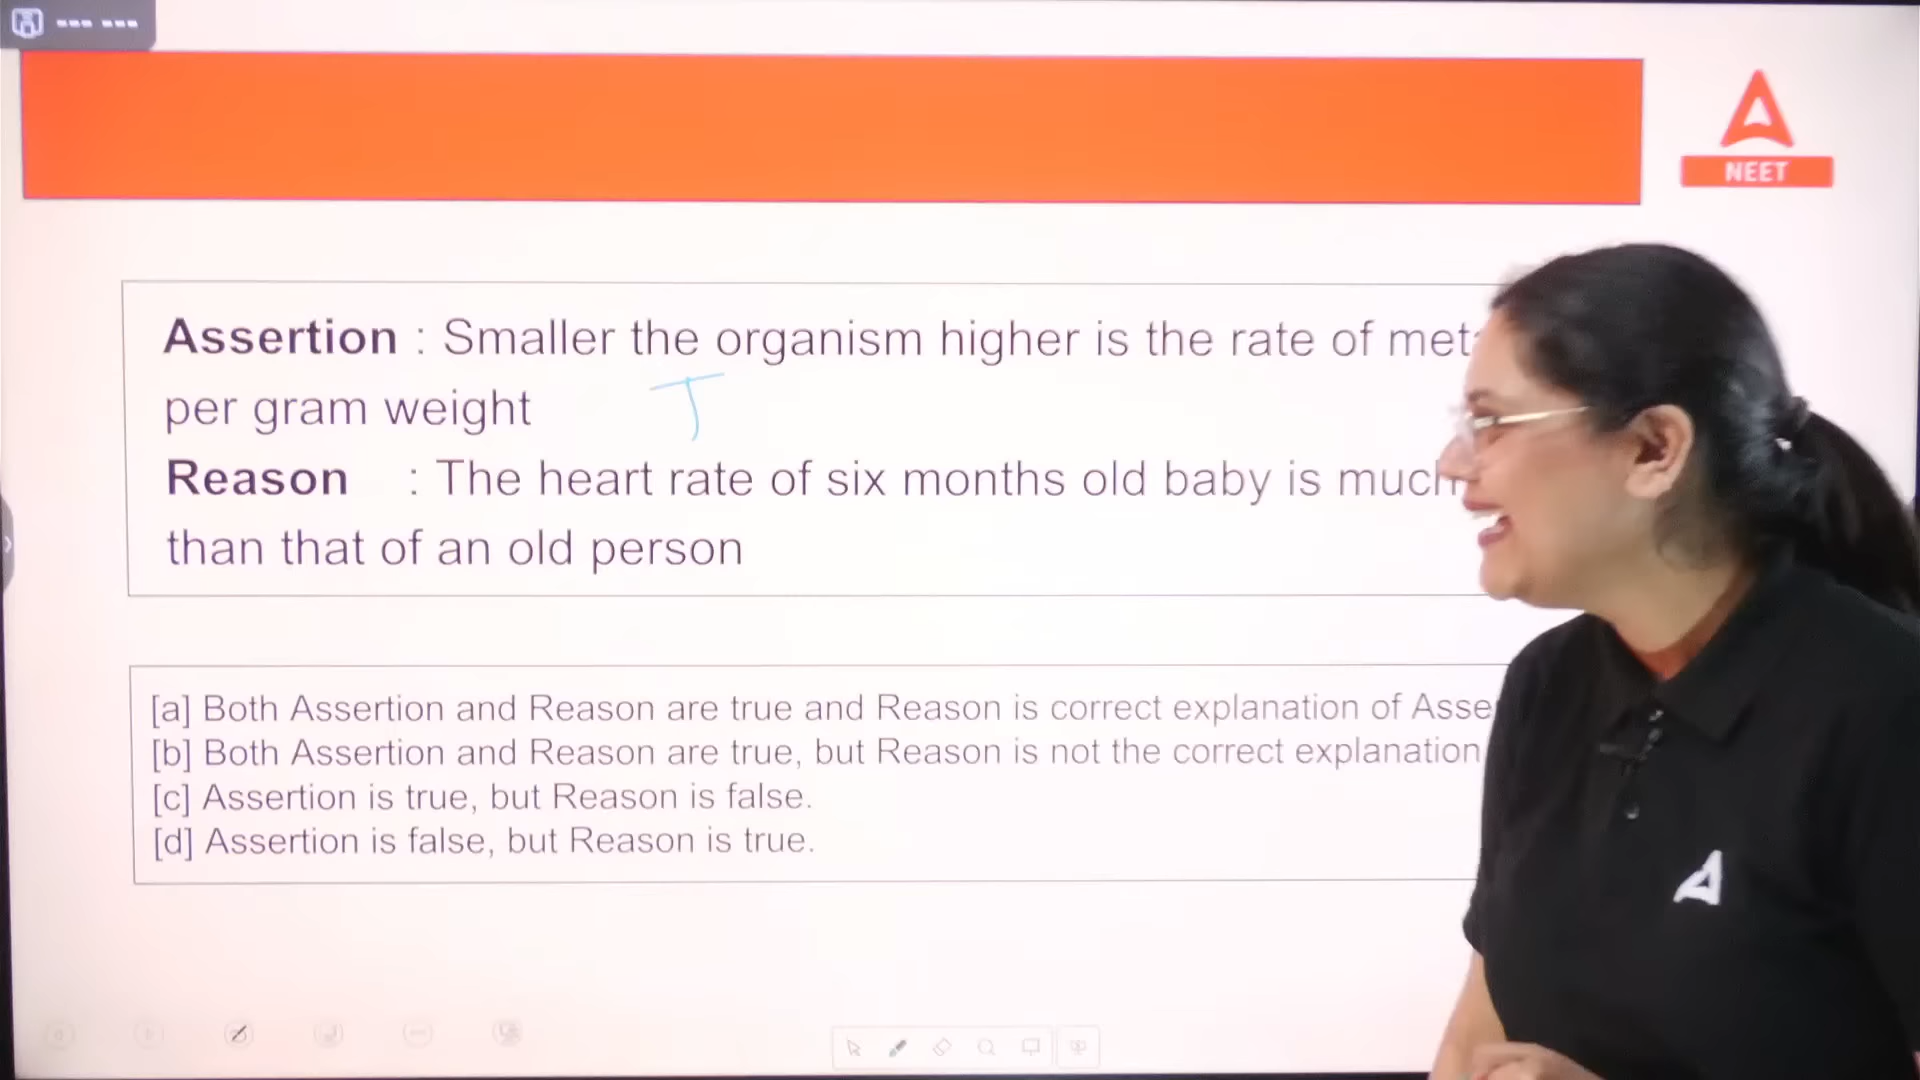 NEET
Assertion : Smaller the organism higher is the rate of
per gram weight
T
Reason : The heart rate of six months old baby is much
than that of an old person
[a] Both Assertion and Reason are true and Reason is correct explanation of
[b] Both Assertion and Reason are true, but Reason is not the correct explanation
[c] Assertion is true, but Reason is false.
[d] Assertion is false, but Reason is true.